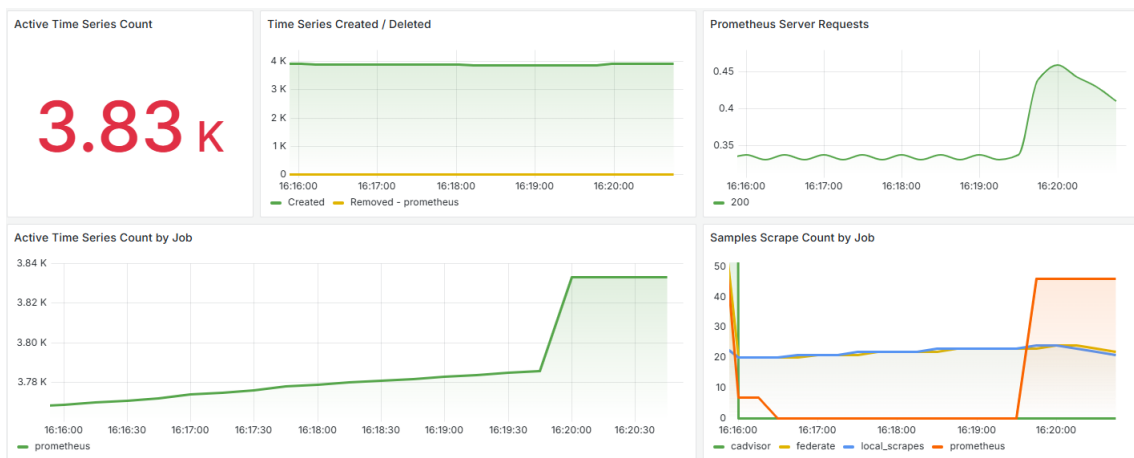 Active Time Series Count
3.83 K
Time Series Created / Deleted
4 K
3 K
2 K
1 K
0
16:16:00 16:17:00 16:18:00 16:19:00 16:20:00
Created Removed - prometheus
Prometheus Server Requests
0.45
0.4
0.35
16:16:00 16:17:00 16:18:00 16:19:00 16:20:00
200
Active Time Series Count by Job
3.84 K
3.82 K
3.80 K
3.78 K
16:16:00 16:16:30 16:17:00 16:17:30 16:18:00 16:18:30 16:19:00 16:19:30 16:20:00 16:20:30
prometheus
Samples Scrape Count by Job
50
40
30
20
10
0
16:16:00 16:17:00 16:18:00 16:19:00 16:20:00
cadvisor federate local_scrapes prometheus